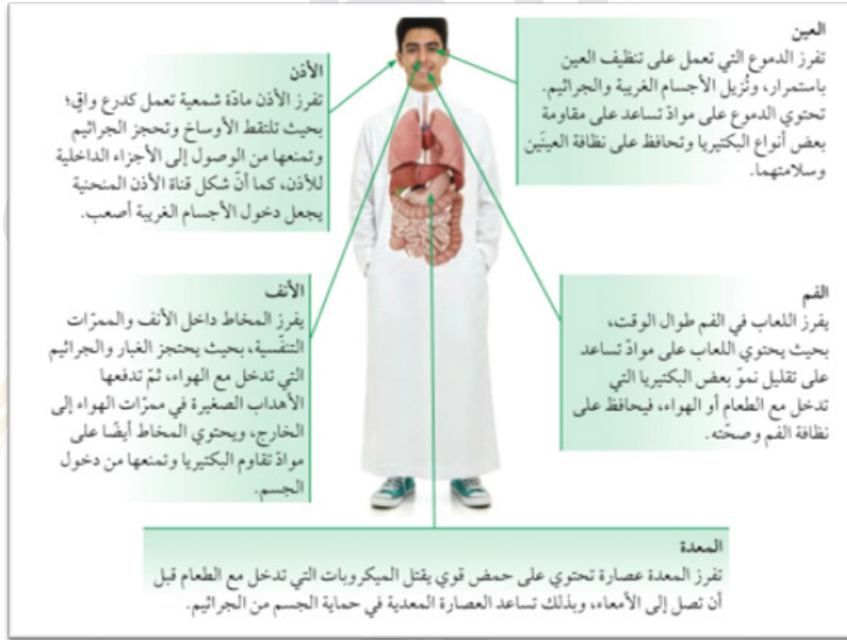 العين
تفرز الدموع التي تعمل على تنظيف العين
باستمرار، وتُزيل الأجسام الغريبة والجراثيم.
تحتوي الدموع على موادّ تساعد على مقاومة
بعض أنواع البكتيريا وتحافظ على نظافة العينَين
وسلامتهما.
الأذن
تفرز الأذن مادّة شمعية تعمل كدرع واقٍ؛
بحيث تلتقط الأوساخ وتحجز الجراثيم
وتمنعها من الوصول إلى الأجزاء الداخلية
للأذن، كما أنّ شكل قناة الأذن المنحنية
يجعل دخول الأجسام الغريبة أصعب.
الفم
يفرز اللعاب في الفم طوال الوقت،
بحيث يحتوي اللعاب على موادّ تساعد
على تقليل نموّ بعض البكتيريا التي
تدخل مع الطعام أو الهواء، فيحافظ على
نظافة الفم وصحّته.
الأنف
يفرز المخاط داخل الأنف والممرّات
التنفّسية، بحيث يحتجز الغبار والجراثيم
التي تدخل مع الهواء، ثمّ تدفعها
الأهداب الصغيرة في ممرّات الهواء إلى
الخارج، ويحتوي المخاط أيضًا على
موادّ تقاوم البكتيريا وتمنعها من دخول
الجسم.
المعدة
تفرز المعدة عصارة تحتوي على حمض قوي يقتل الميكروبات التي تدخل مع الطعام قبل
أن تصل إلى الأمعاء، وبذلك تساعد العصارة المعدية في حماية الجسم من الجراثيم.